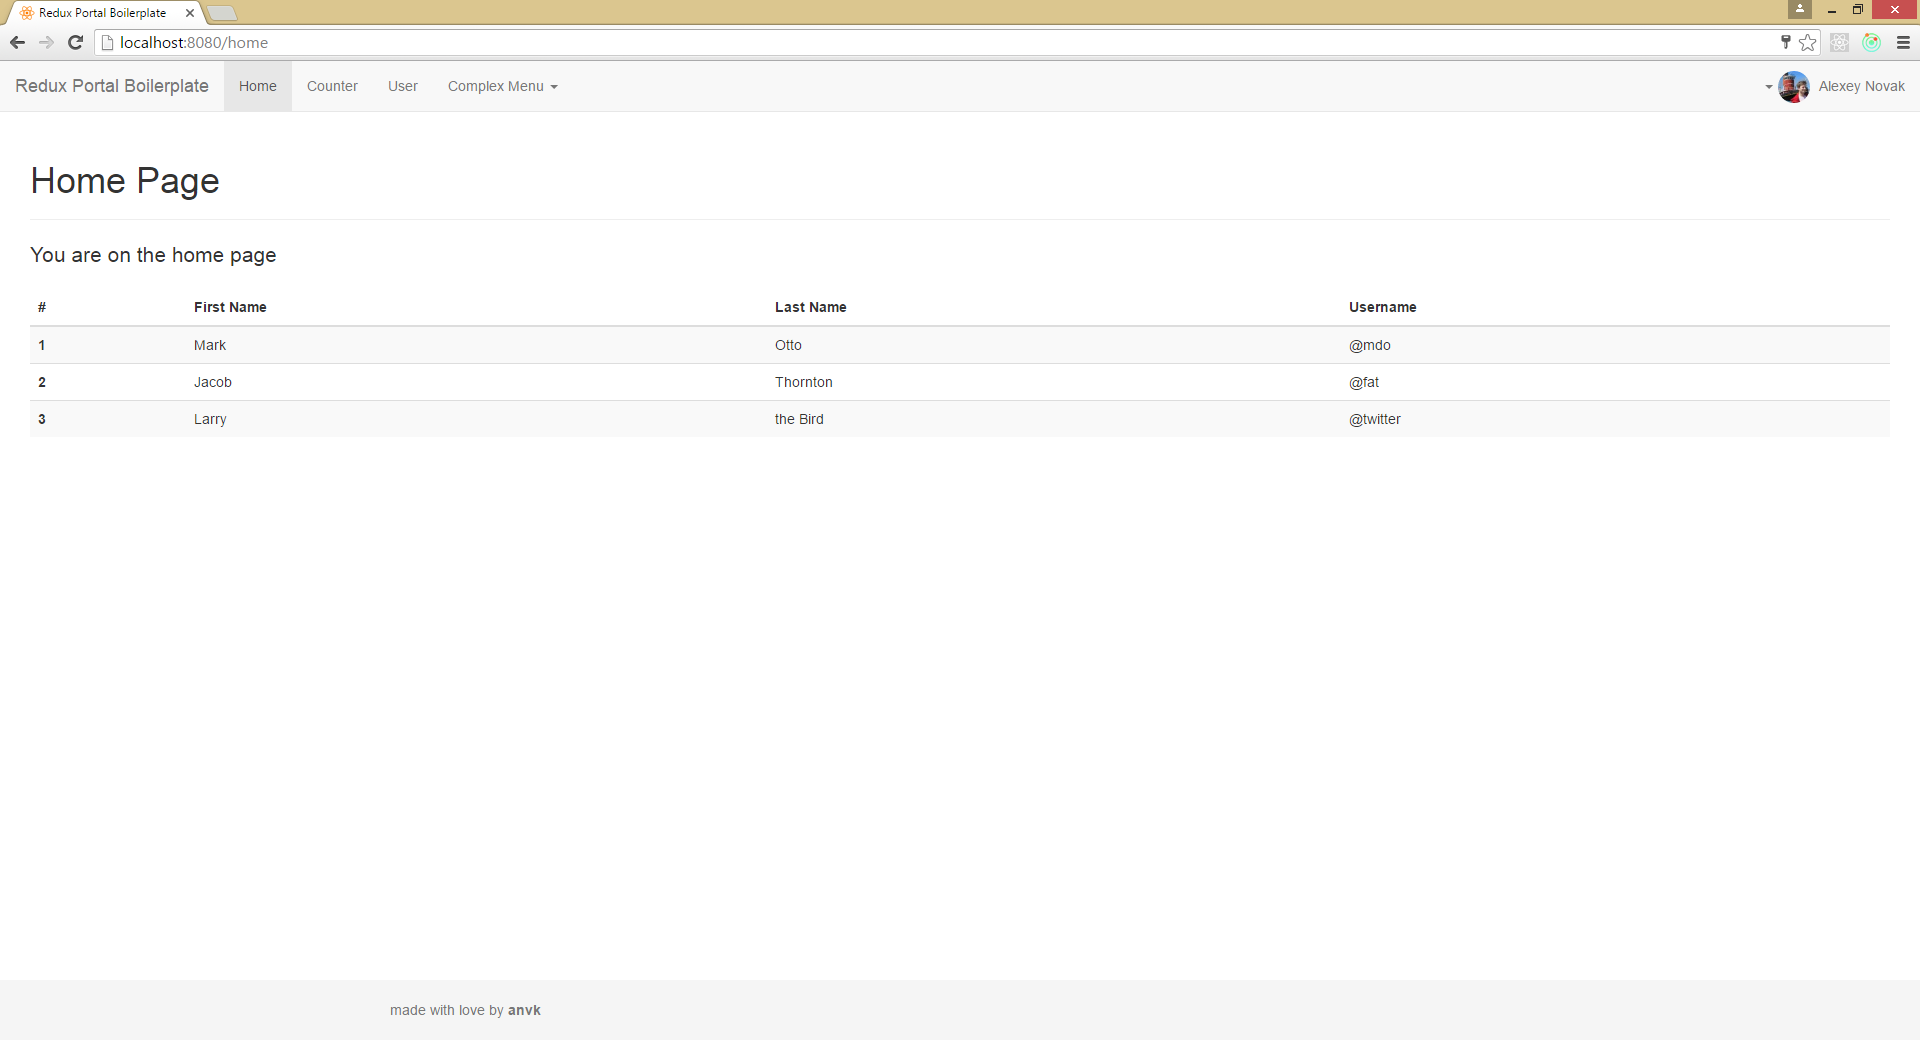 Redux Portal Boilerplate
localhost:8080/home
Redux Portal Boilerplate Home Counter User Complex Menu Alexey Novak
Home Page
You are on the home page
# First Name Last Name Username
1 Mark Otto @mdo
2 Jacob Thornton @fat
3 Larry the Bird @twitter
made with love by anvk